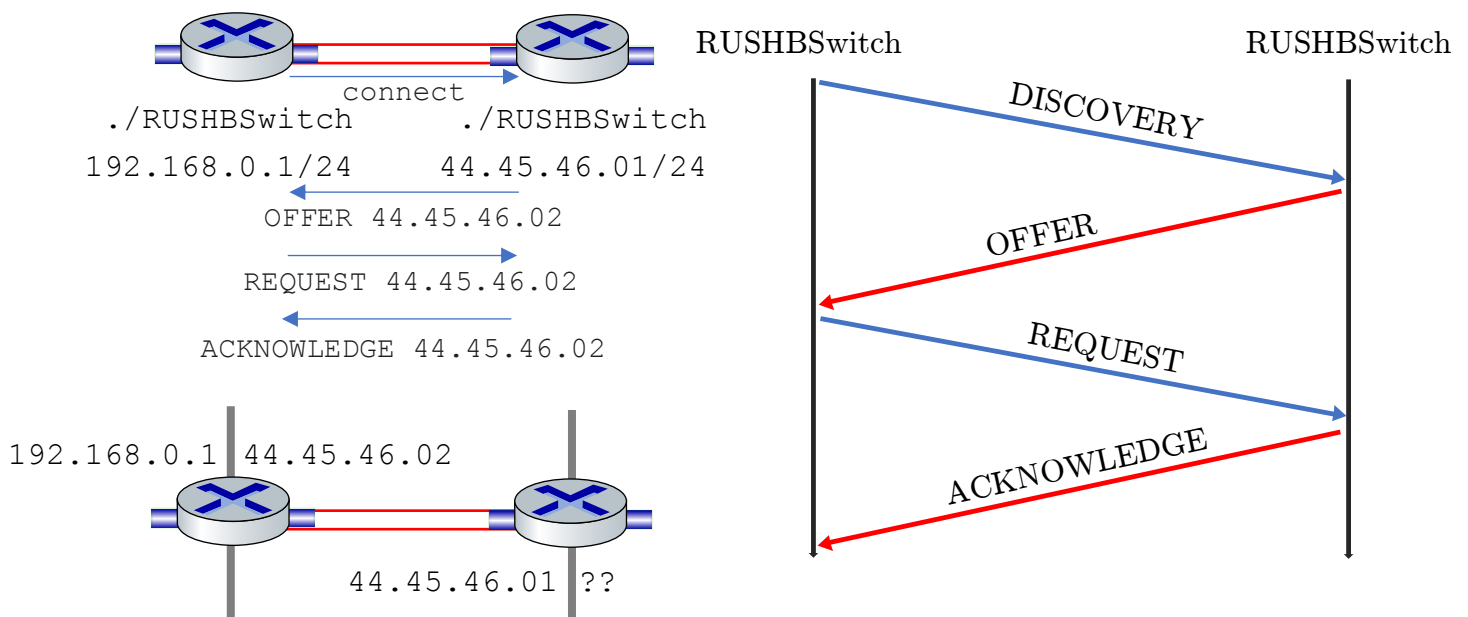 connect
./RUSHBSwitch ./RUSHBSwitch
192.168.0.1/24 44.45.46.01/24
OFFER 44.45.46.02
REQUEST 44.45.46.02
ACKNOWLEDGE 44.45.46.02
192.168.0.1 44.45.46.02
44.45.46.01 ??
RUSHBSwitch RUSHBSwitch
DISCOVERY
OFFER
REQUEST
ACKNOWLEDGE